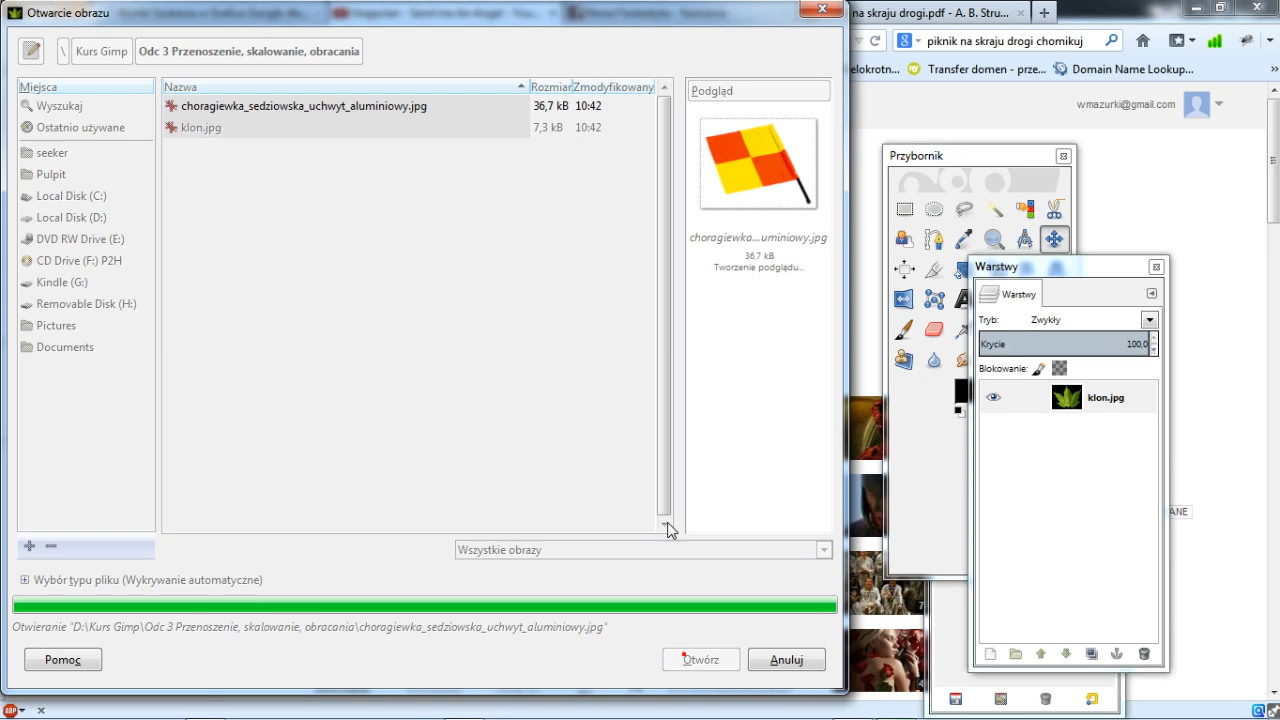 Otwarcie obrazu
na skraju drogi.pdf - A. B. Stru...
piknik na skraju drogi chomikuj
\ Kurs Gimp Odc 3 Przenoszenie, skalowanie, obracania
elokrotn... Transfer domen - prze... Domain Name Lookup...
Miejsca
Nazwa Rozmiar Zmodyfikowany
Podgląd
Wyszukaj
choragiewka_sedziowska_uchwyt_aluminiowy.jpg 36,7 kB 10:42
wmazurki@gmail.com
Ostatnio używane
klon.jpg 7,3 kB 10:42
seeker
Przybornik
Pulpit
Local Disk (C:)
Local Disk (D:)
DVD RW Drive (E:)
choragiewka...uminiowy.jpg
36,7 kB
Tworzenie podglądu...
CD Drive (F:) P2H
Warstwy
Kindle (G:)
Warstwy
Removable Disk (H:)
Tryb: Zwykły
Pictures
Krycie 100,0
Documents
Blokowanie:
klon.jpg
ANE
Wszystkie obrazy
Wybór typu pliku (Wykrywanie automatyczne)
Otwieranie "D:\Kurs Gimp\Odc 3 Przenoszenie, skalowanie, obracania\choragiewka_sedziowska_uchwyt_aluminiowy.jpg"
Pomoc
Otwórz
Anuluj
ABP